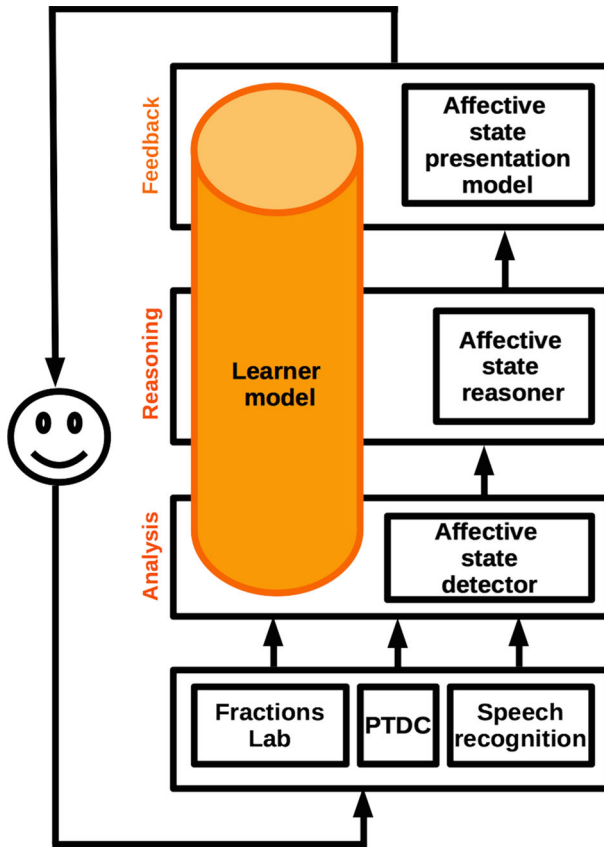 Feedback
Affective
state
presentation
model
Reasoning
Learner
model
Affective
state
reasoner
Analysis
Affective
state
detector
Fractions
Lab
PTDC
Speech
recognition